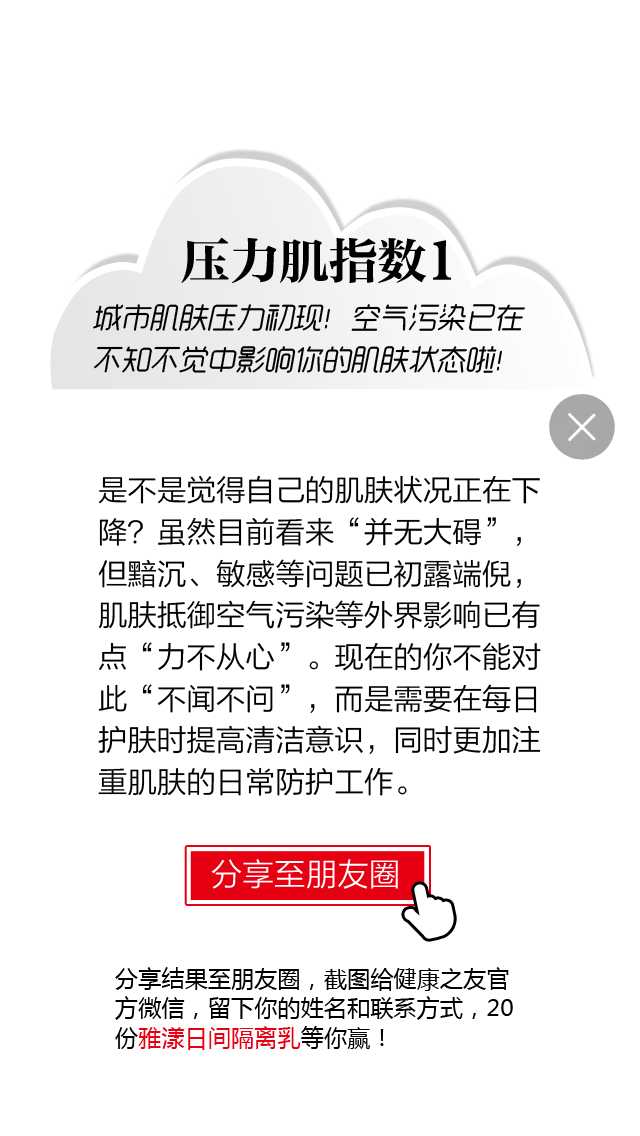 压力肌指数1
城市肌肤压力初现！空气污染已在
不知不觉中影响你的肌肤状态啦！
是不是觉得自己的肌肤状况正在下
降？虽然目前看来“并无大碍”，
但黯沉、敏感等问题已初露端倪，
肌肤抵御空气污染等外界影响已有
点“力不从心”。现在的你不能对
此“不闻不问”，而是需要在每日
护肤时提高清洁意识，同时更加注
重肌肤的日常防护工作。
分享至朋友圈
分享结果至朋友圈，截图给健康之友官
方微信，留下你的姓名和联系方式，20
份雅漾日间隔离乳等你赢！